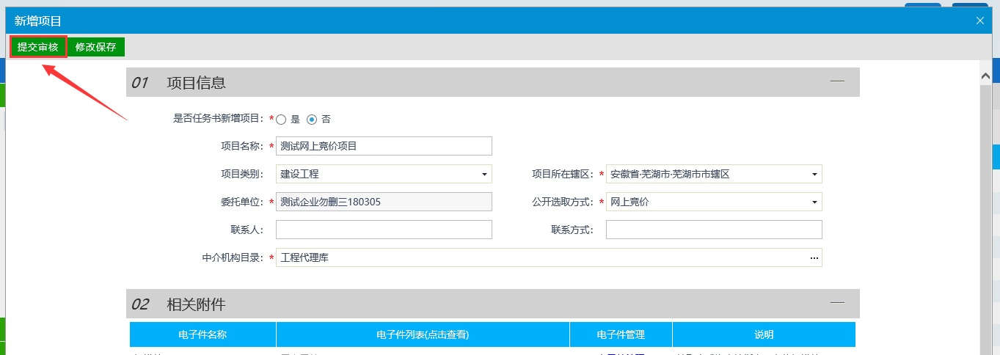 新增项目
提交审核 修改保存
01 项目信息
是否任务书新增项目：* 是 否
项目名称：* 测试网上竞价项目
项目类别： 建设工程 项目所在辖区：* 安徽省·芜湖市·芜湖市市辖区
委托单位：* 测试企业勿删三180305 公开选取方式：* 网上竞价
联系人： 联系方式：
中介机构目录：* 工程代理库 ...
02 相关附件
电子件名称 电子件列表(点击查看) 电子件管理 说明